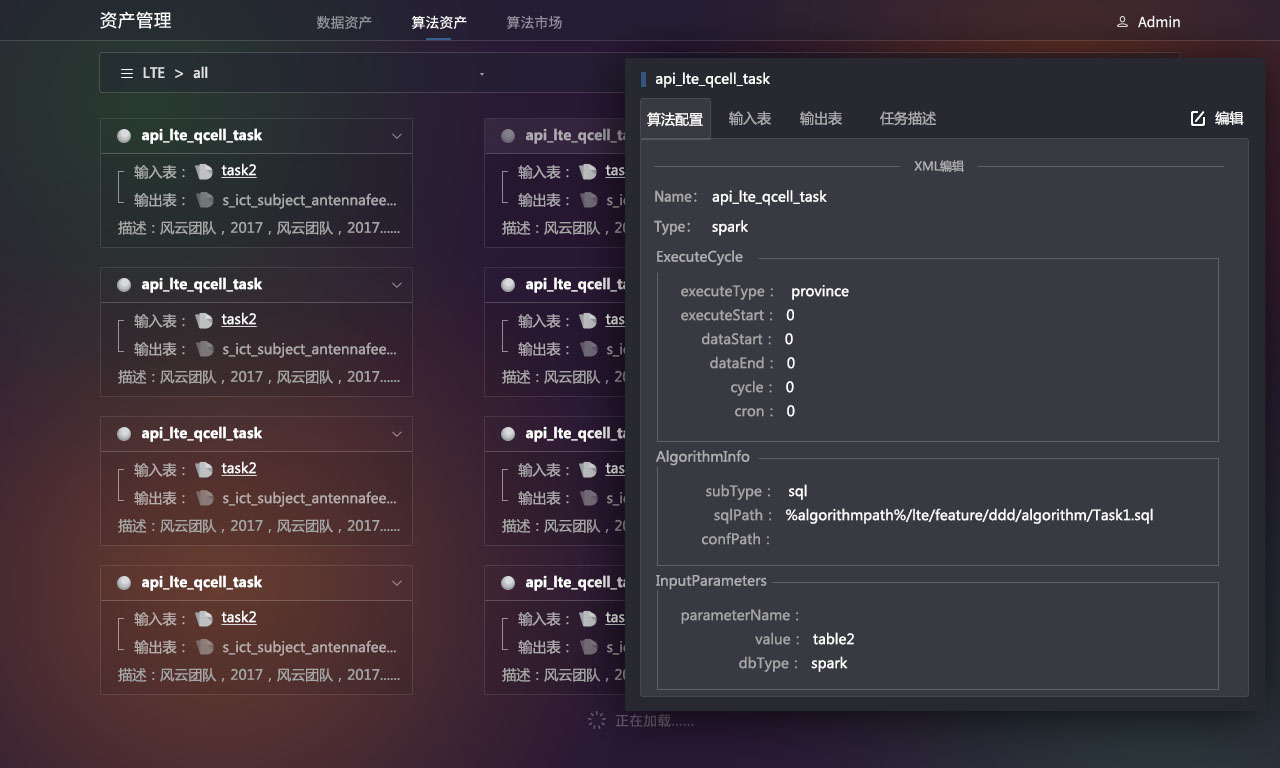 资产管理
数据资产
算法资产
算法市场
Admin
LTE > all
api_lte_qcell_task
输入表： task2
输出表： s_ict_subject_antennafee...
描述：风云团队，2017，风云团队，2017......
api_lte_qcell_ta
输入表： tas
输出表： s_ic
描述：风云团队，20
api_lte_qcell_task
输入表： task2
输出表： s_ict_subject_antennafee...
描述：风云团队，2017，风云团队，2017......
api_lte_qcell_ta
输入表： tas
输出表： s_ic
描述：风云团队，20
api_lte_qcell_task
输入表： task2
输出表： s_ict_subject_antennafee...
描述：风云团队，2017，风云团队，2017......
api_lte_qcell_ta
输入表： tas
输出表： s_ic
描述：风云团队，20
api_lte_qcell_task
输入表： task2
输出表： s_ict_subject_antennafee...
描述：风云团队，2017，风云团队，2017......
api_lte_qcell_ta
输入表： tas
输出表： s_ic
描述：风云团队，20
正在加载......
api_lte_qcell_task
算法配置
输入表
输出表
任务描述
编辑
XML编辑
Name： api_lte_qcell_task
Type： spark
ExecuteCycle
executeType： province
executeStart： 0
dataStart： 0
dataEnd： 0
cycle： 0
cron： 0
AlgorithmInfo
subType： sql
sqlPath： %algorithmpath%/lte/feature/ddd/algorithm/Task1.sql
confPath：
InputParameters
parameterName：
value： table2
dbType： spark